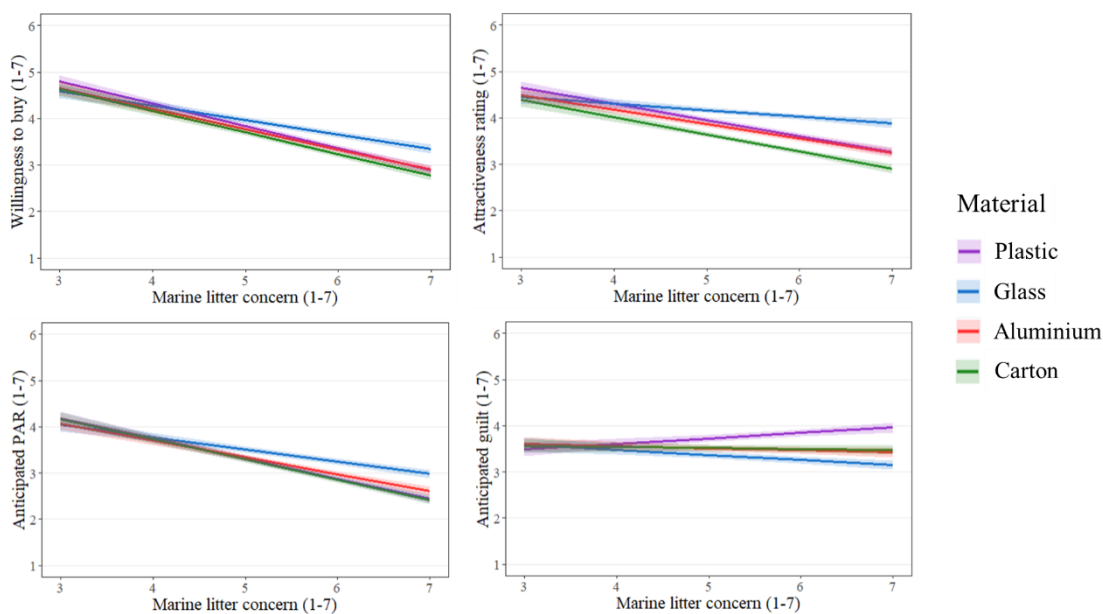 Willingness to buy (1-7)
6
5
4
3
2
1
3 4 5 6 7
Marine litter concern (1-7)
Attractiveness rating (1-7)
6
5
4
3
2
1
3 4 5 6 7
Marine litter concern (1-7)
Anticipated PAR (1-7)
6
5
4
3
2
1
3 4 5 6 7
Marine litter concern (1-7)
Anticipated guilt (1-7)
6
5
4
3
2
1
3 4 5 6 7
Marine litter concern (1-7)
Material
Plastic
Glass
Aluminium
Carton